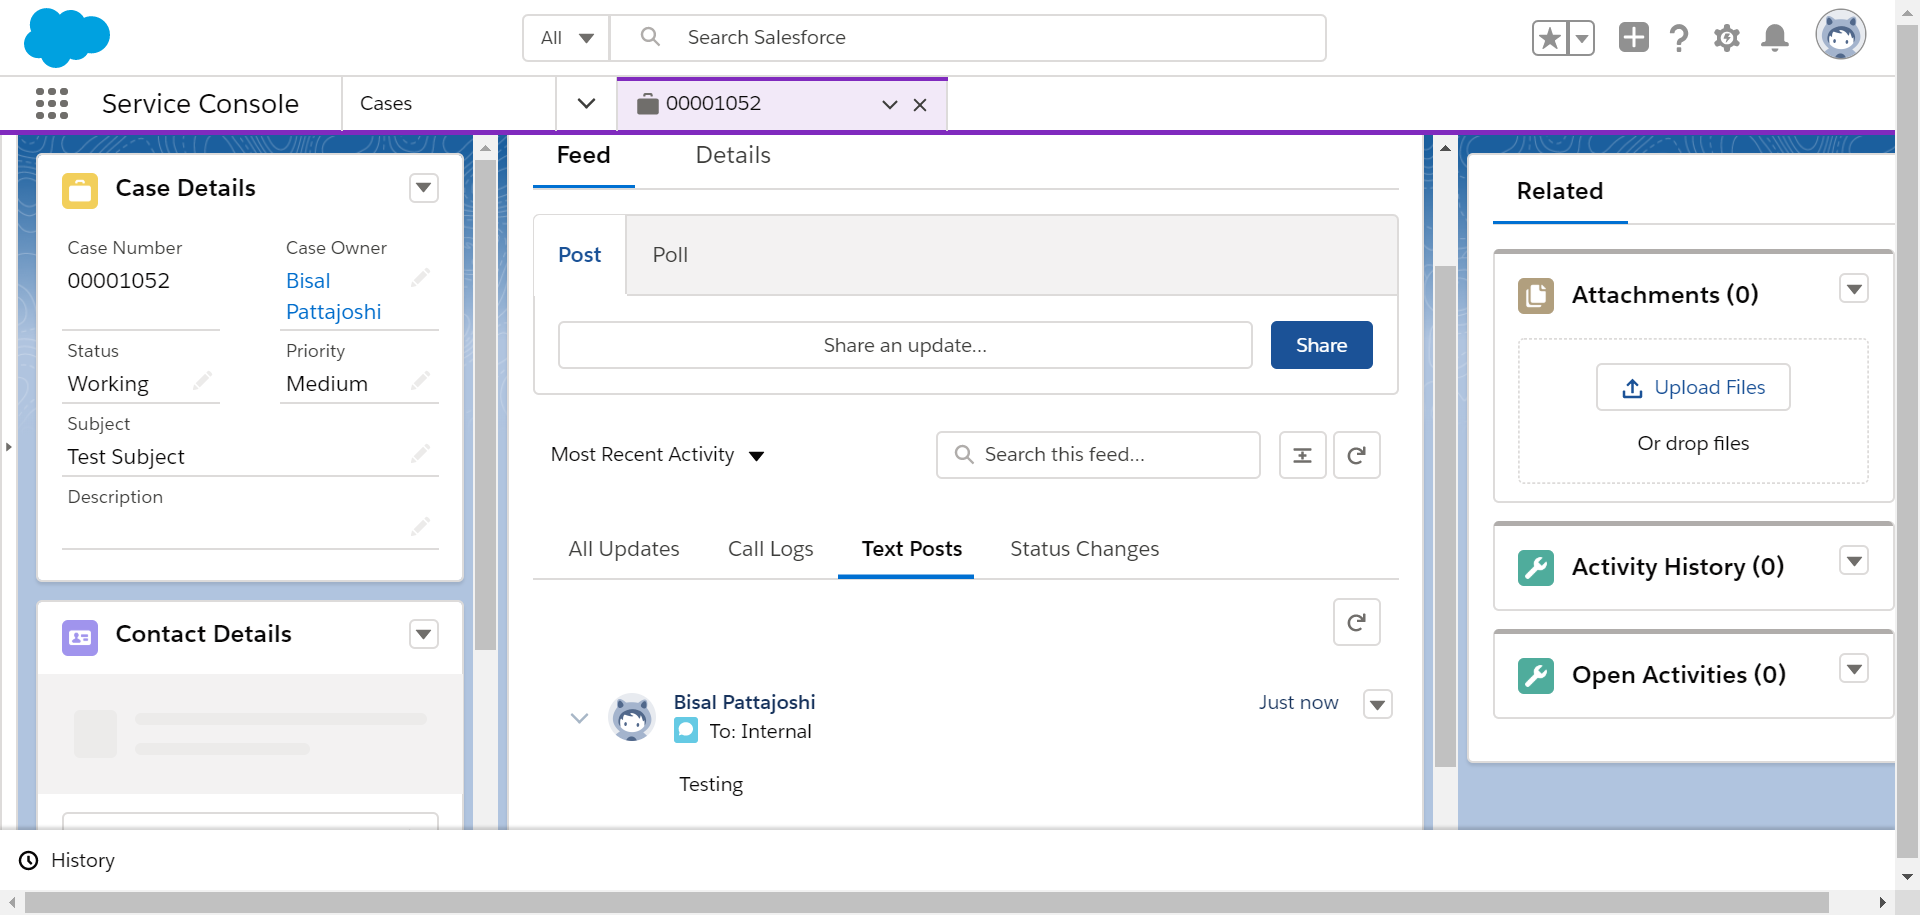 All
Search Salesforce
Service Console
Cases
00001052
Case Details
Case Number
00001052
Case Owner
Bisal
Pattajoshi
Status
Working
Priority
Medium
Subject
Test Subject
Description
Contact Details
Feed
Details
Post
Poll
Share an update...
Share
Most Recent Activity
Search this feed...
All Updates
Call Logs
Text Posts
Status Changes
Bisal Pattajoshi
Just now
To: Internal
Testing
Related
Attachments (0)
Upload Files
Or drop files
Activity History (0)
Open Activities (0)
History